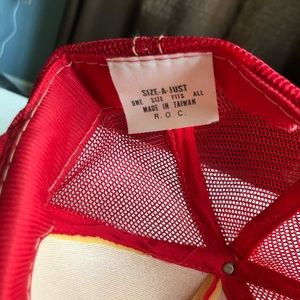 SIZE-A-JUST
ONE SIZE FITS ALL
MADE IN TAIWAN
R. O. C.